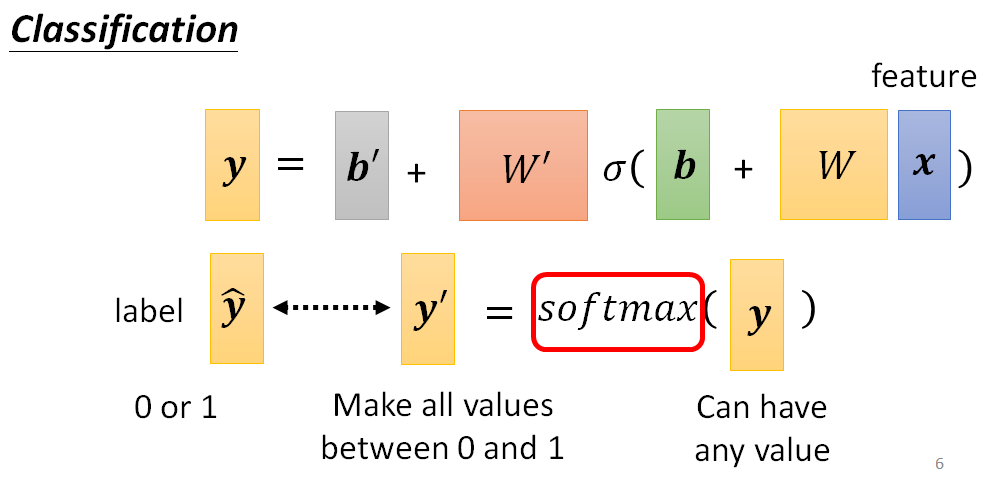 Classification
feature
y = b′ + W′ σ( b + W x )
label ŷ y′ = softmax( y )
0 or 1
Make all values
between 0 and 1
Can have
any value
6